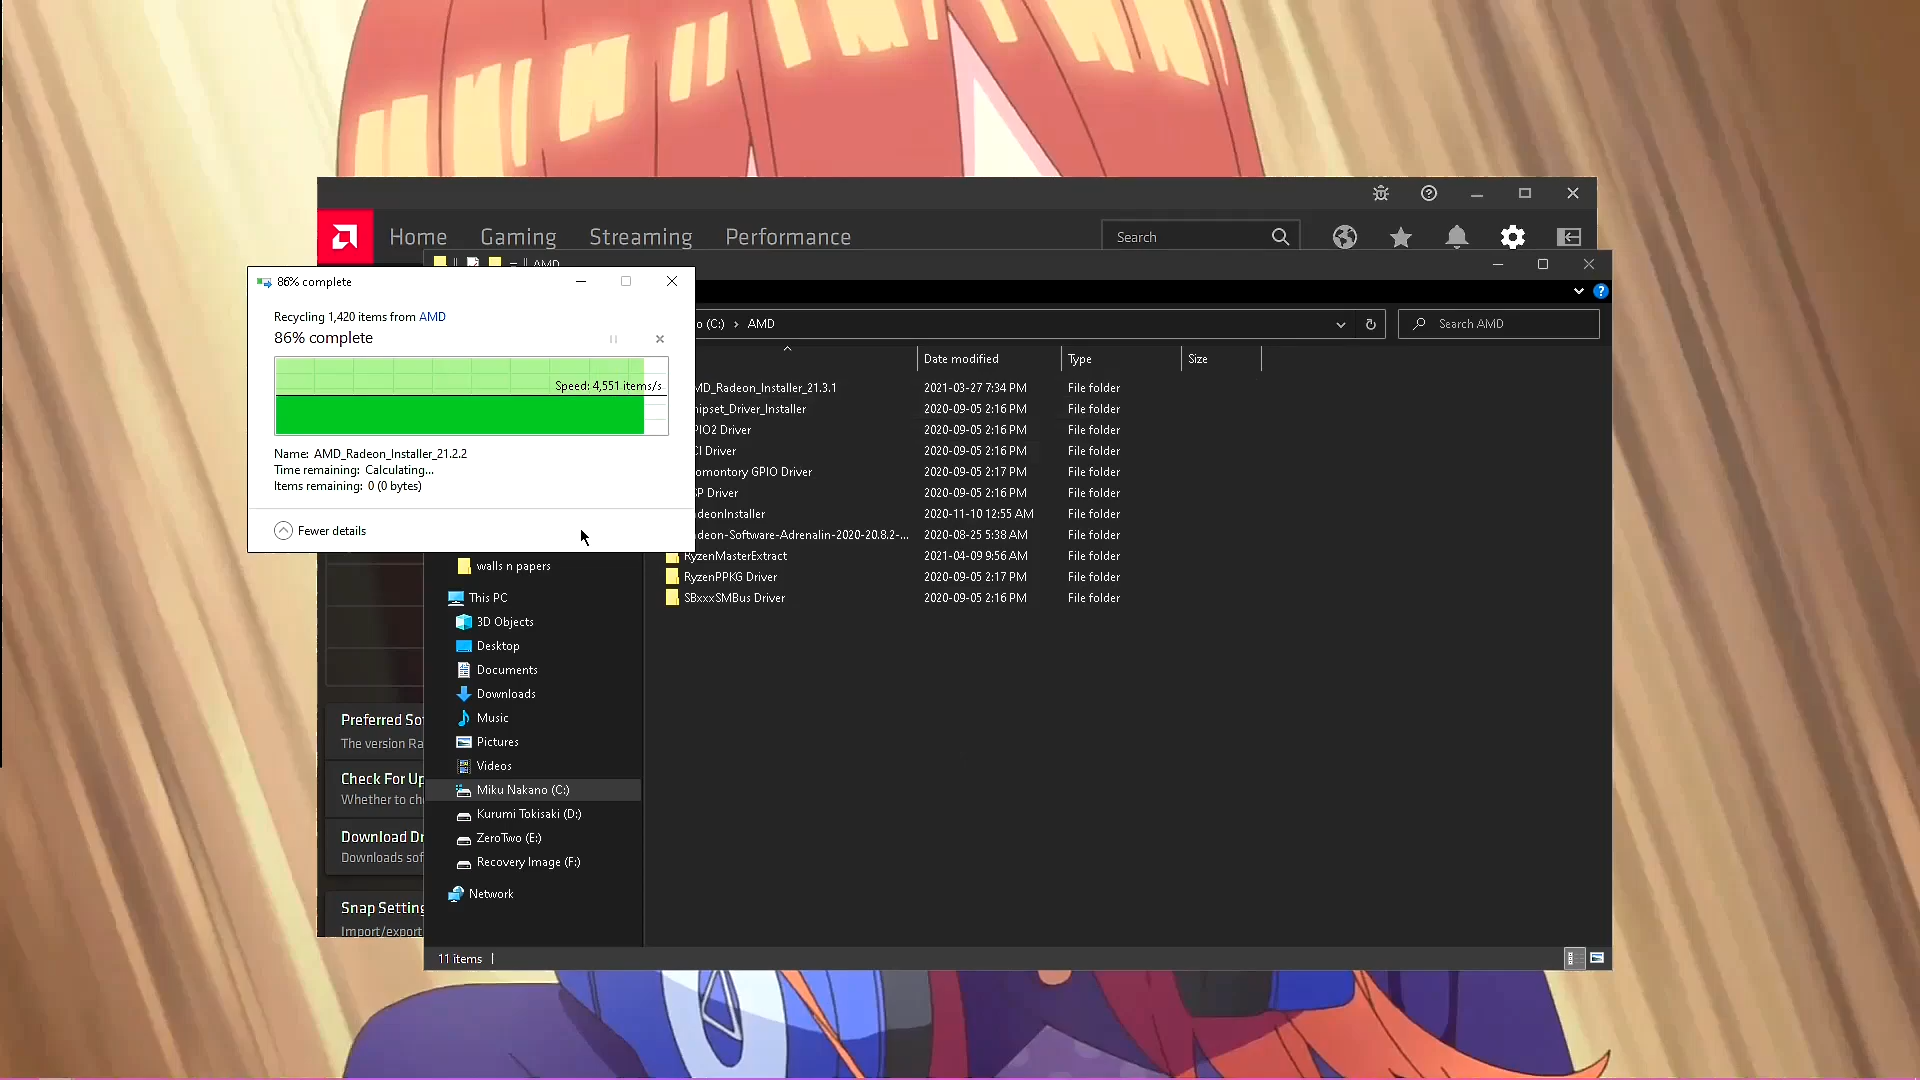 Home Gaming Streaming Performance Search
AMD
86% complete
Recycling 1,420 items from AMD
86% complete
Speed: 4,551 items/s
Name: AMD_Radeon_Installer_21.2.2
Time remaining: Calculating...
Items remaining: 0 (0 bytes)
Fewer details
(C:) › AMD
Search AMD
Date modified Type Size
MD_Radeon_Installer_21.3.1 2021-03-27 7:34 PM File folder
hipset_Driver_Installer 2020-09-05 2:16 PM File folder
PIO2 Driver 2020-09-05 2:16 PM File folder
CI Driver 2020-09-05 2:16 PM File folder
omontory GPIO Driver 2020-09-05 2:17 PM File folder
SP Driver 2020-09-05 2:16 PM File folder
deonInstaller 2020-11-10 12:55 AM File folder
deon-Software-Adrenalin-2020-20.8.2-... 2020-08-25 5:38 AM File folder
RyzenMasterExtract 2021-04-09 9:56 AM File folder
RyzenPPKG Driver 2020-09-05 2:17 PM File folder
SBxxxSMBus Driver 2020-09-05 2:16 PM File folder
walls n papers
This PC
3D Objects
Desktop
Documents
Downloads
Music
Pictures
Videos
Miku Nakano (C:)
Kurumi Tokisaki (D:)
ZeroTwo (E:)
Recovery Image (F:)
Network
11 items
Preferred So
The version Ra
Check For Up
Whether to ch
Download Dr
Downloads sof
Snap Setting
Import/export